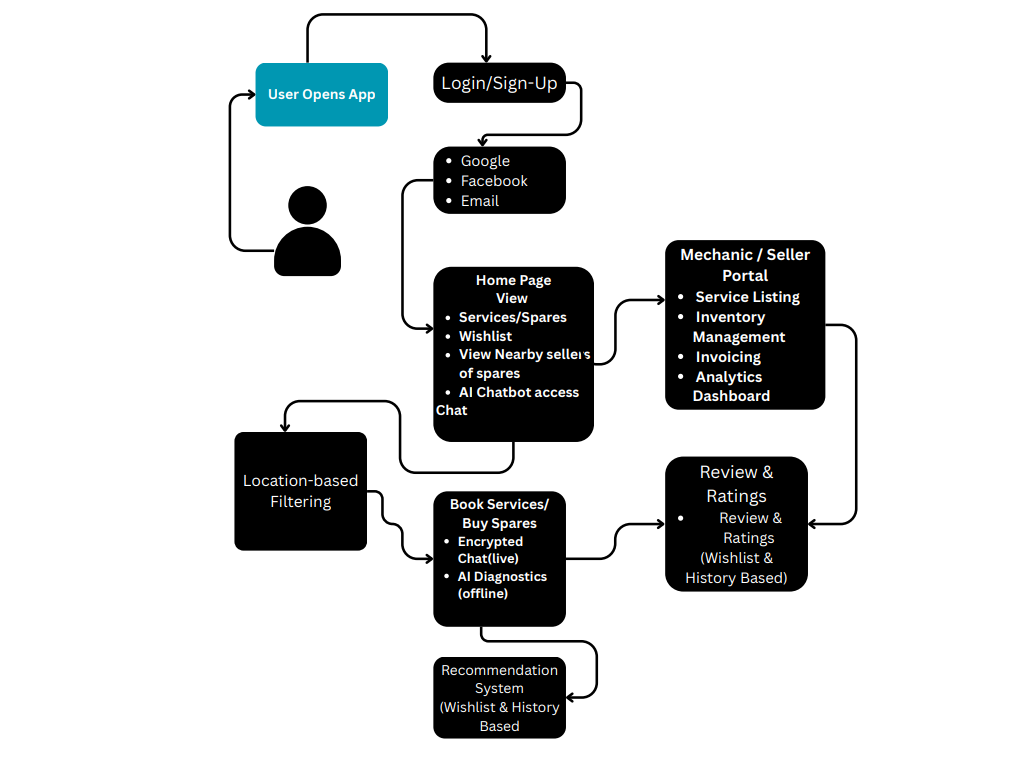 User Opens App
Login/Sign-Up
• Google
• Facebook
• Email
Home Page
View
• Services/Spares
• Wishlist
• View Nearby sellers
of spares
• AI Chatbot access
Chat
Mechanic / Seller
Portal
• Service Listing
• Inventory
Management
• Invoicing
• Analytics
Dashboard
Location-based
Filtering
Book Services/
Buy Spares
• Encrypted
Chat(live)
• AI Diagnostics
(offline)
Review &
Ratings
• Review &
Ratings
(Wishlist &
History Based)
Recommendation
System
(Wishlist & History
Based